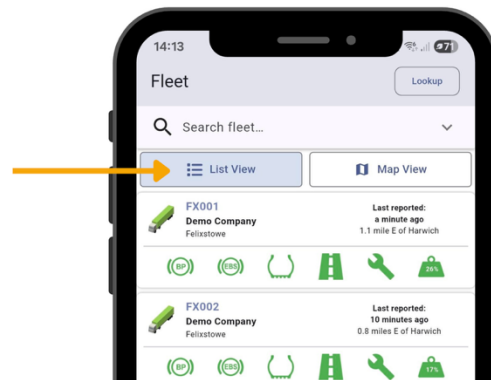 14:13
71
Fleet
Lookup
Search fleet...
List View
Map View
FX001
Demo Company
Felixstowe
Last reported:
a minute ago
1.1 mile E of Harwich
BP
EBS
26%
FX002
Demo Company
Felixstowe
Last reported:
10 minutes ago
0.8 miles E of Harwich
BP
EBS
17%